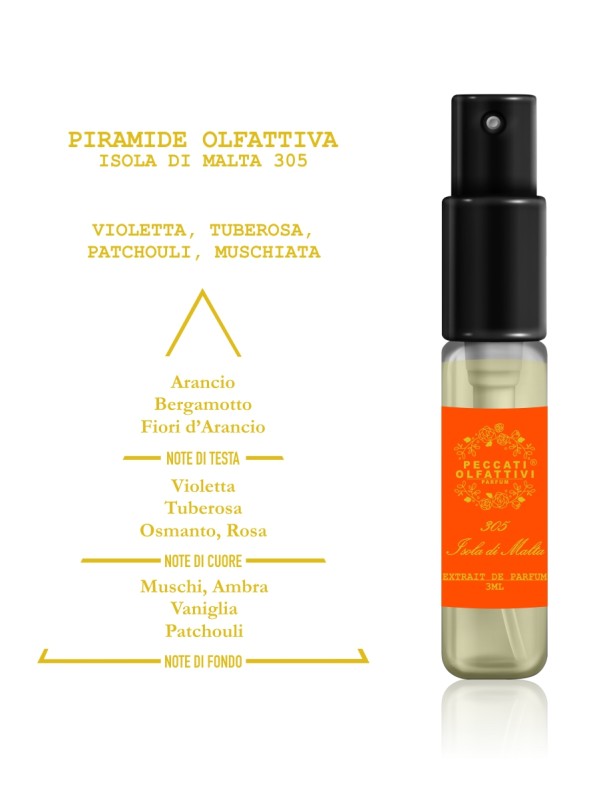 PIRAMIDE OLFATTIVA
ISOLA DI MALTA 305
VIOLETTA, TUBEROSA,
PATCHOULI, MUSCHIATA
Arancio
Bergamotto
Fiori d'Arancio
NOTE DI TESTA
Violetta
Tuberosa
Osmanto, Rosa
NOTE DI CUORE
Muschi, Ambra
Vaniglia
Patchouli
NOTE DI FONDO
PECCATI®
OLFATTIVI
PARFUM
305
Isola di Malta
EXTRAIT DE PARFUM
3ML